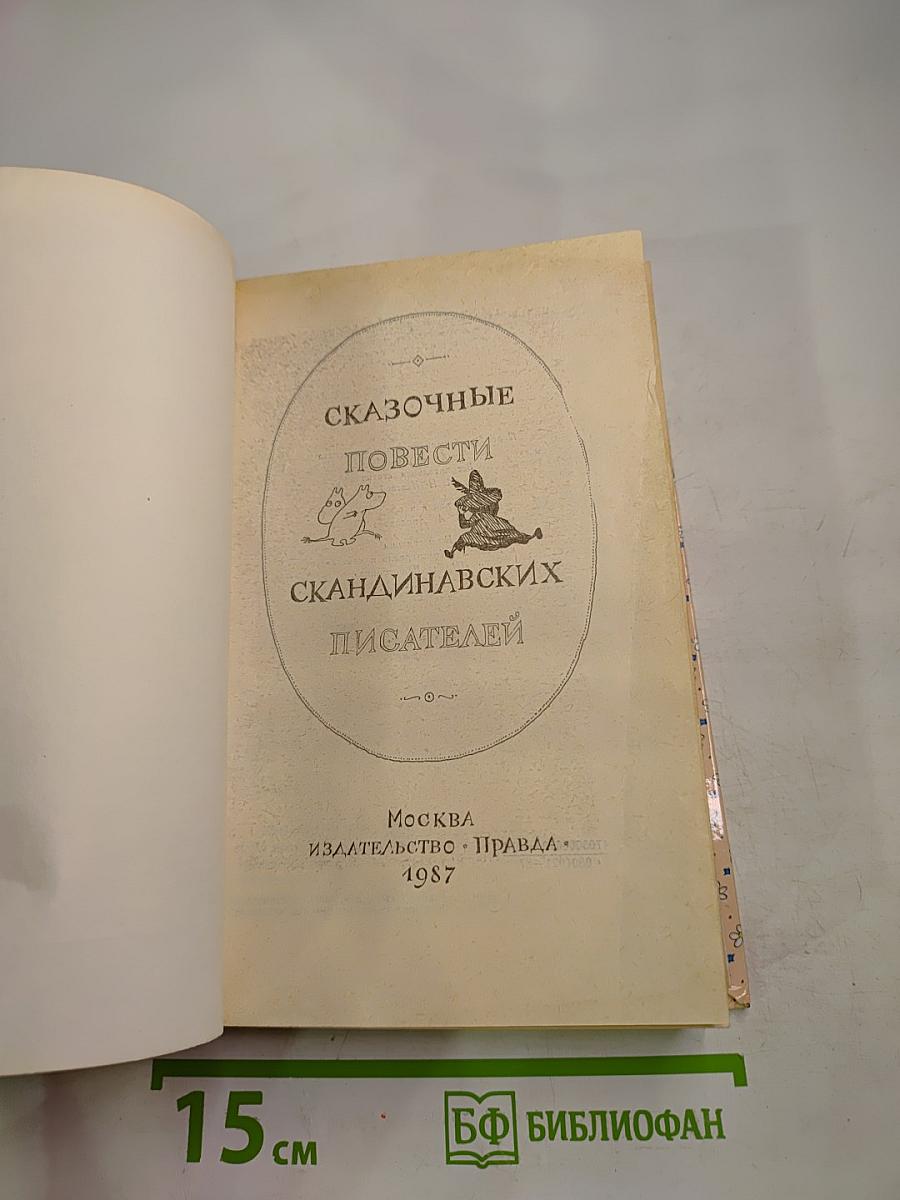 СКАЗОЧНЫЕ
ПОВЕСТИ
СКАНДИНАВСКИХ
ПИСАТЕЛЕЙ
МОСКВА
ИЗДАТЕЛЬСТВО • ПРАВДА •
1987
15 см
БФ БИБЛИОФАН